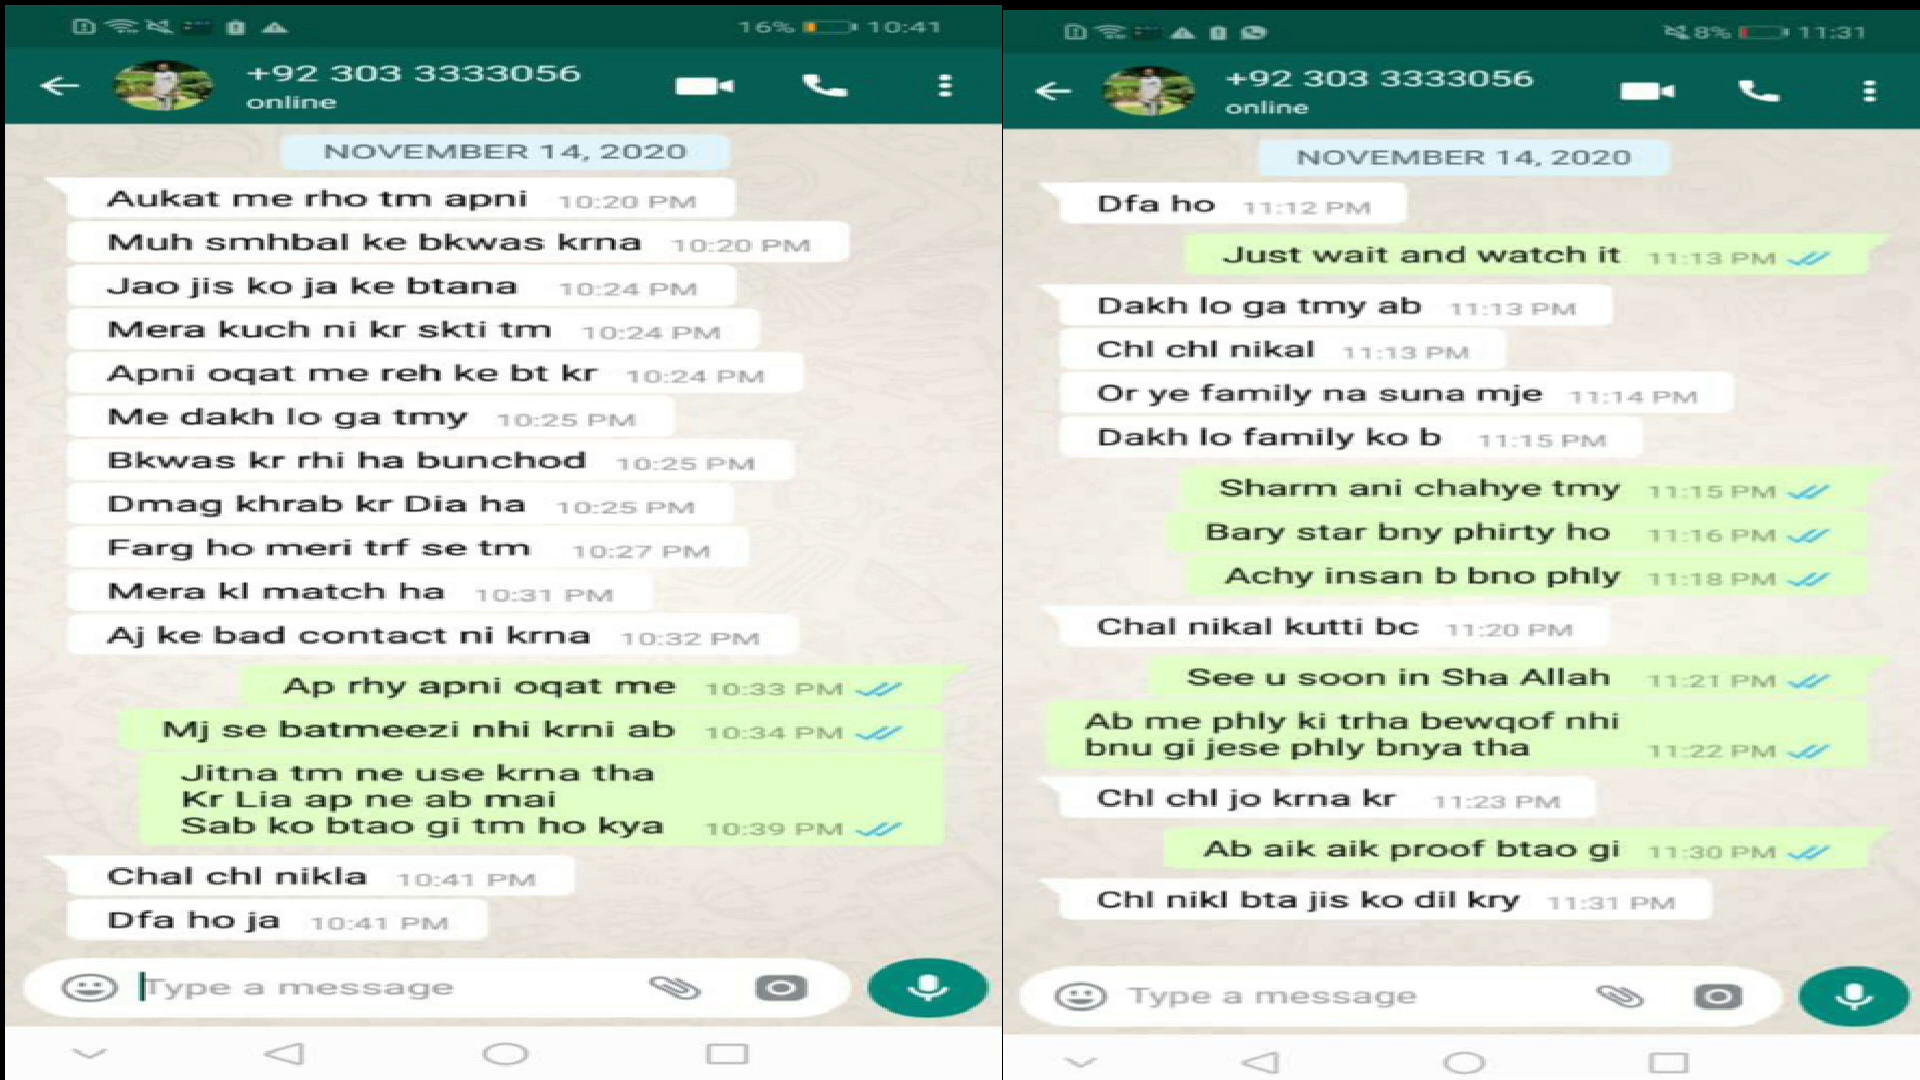 16% 10:41
+92 303 3333056
online
NOVEMBER 14, 2020
Aukat me rho tm apni 10:20 PM
Muh smhbal ke bkwas krna 10:20 PM
Jao jis ko ja ke btana 10:24 PM
Mera kuch ni kr skti tm 10:24 PM
Apni oqat me reh ke bt kr 10:24 PM
Me dakh lo ga tmy 10:25 PM
Bkwas kr rhi ha bunchod 10:25 PM
Dmag khrab kr Dia ha 10:25 PM
Farg ho meri trf se tm 10:27 PM
Mera kl match ha 10:31 PM
Aj ke bad contact ni krna 10:32 PM
Ap rhy apni oqat me 10:33 PM
Mj se batmeezi nhi krni ab 10:34 PM
Jitna tm ne use krna tha
Kr Lia ap ne ab mai
Sab ko btao gi tm ho kya 10:39 PM
Chal chl nikla 10:41 PM
Dfa ho ja 10:41 PM
Type a message
8% 11:31
+92 303 3333056
online
NOVEMBER 14, 2020
Dfa ho 11:12 PM
Just wait and watch it 11:13 PM
Dakh lo ga tmy ab 11:13 PM
Chl chl nikal 11:13 PM
Or ye family na suna mje 11:14 PM
Dakh lo family ko b 11:15 PM
Sharm ani chahye tmy 11:15 PM
Bary star bny phirty ho 11:16 PM
Achy insan b bno phly 11:18 PM
Chal nikal kutti bc 11:20 PM
See u soon in Sha Allah 11:21 PM
Ab me phly ki trha bewqof nhi
bnu gi jese phly bnya tha 11:22 PM
Chl chl jo krna kr 11:23 PM
Ab aik aik proof btao gi 11:30 PM
Chl nikl bta jis ko dil kry 11:31 PM
Type a message